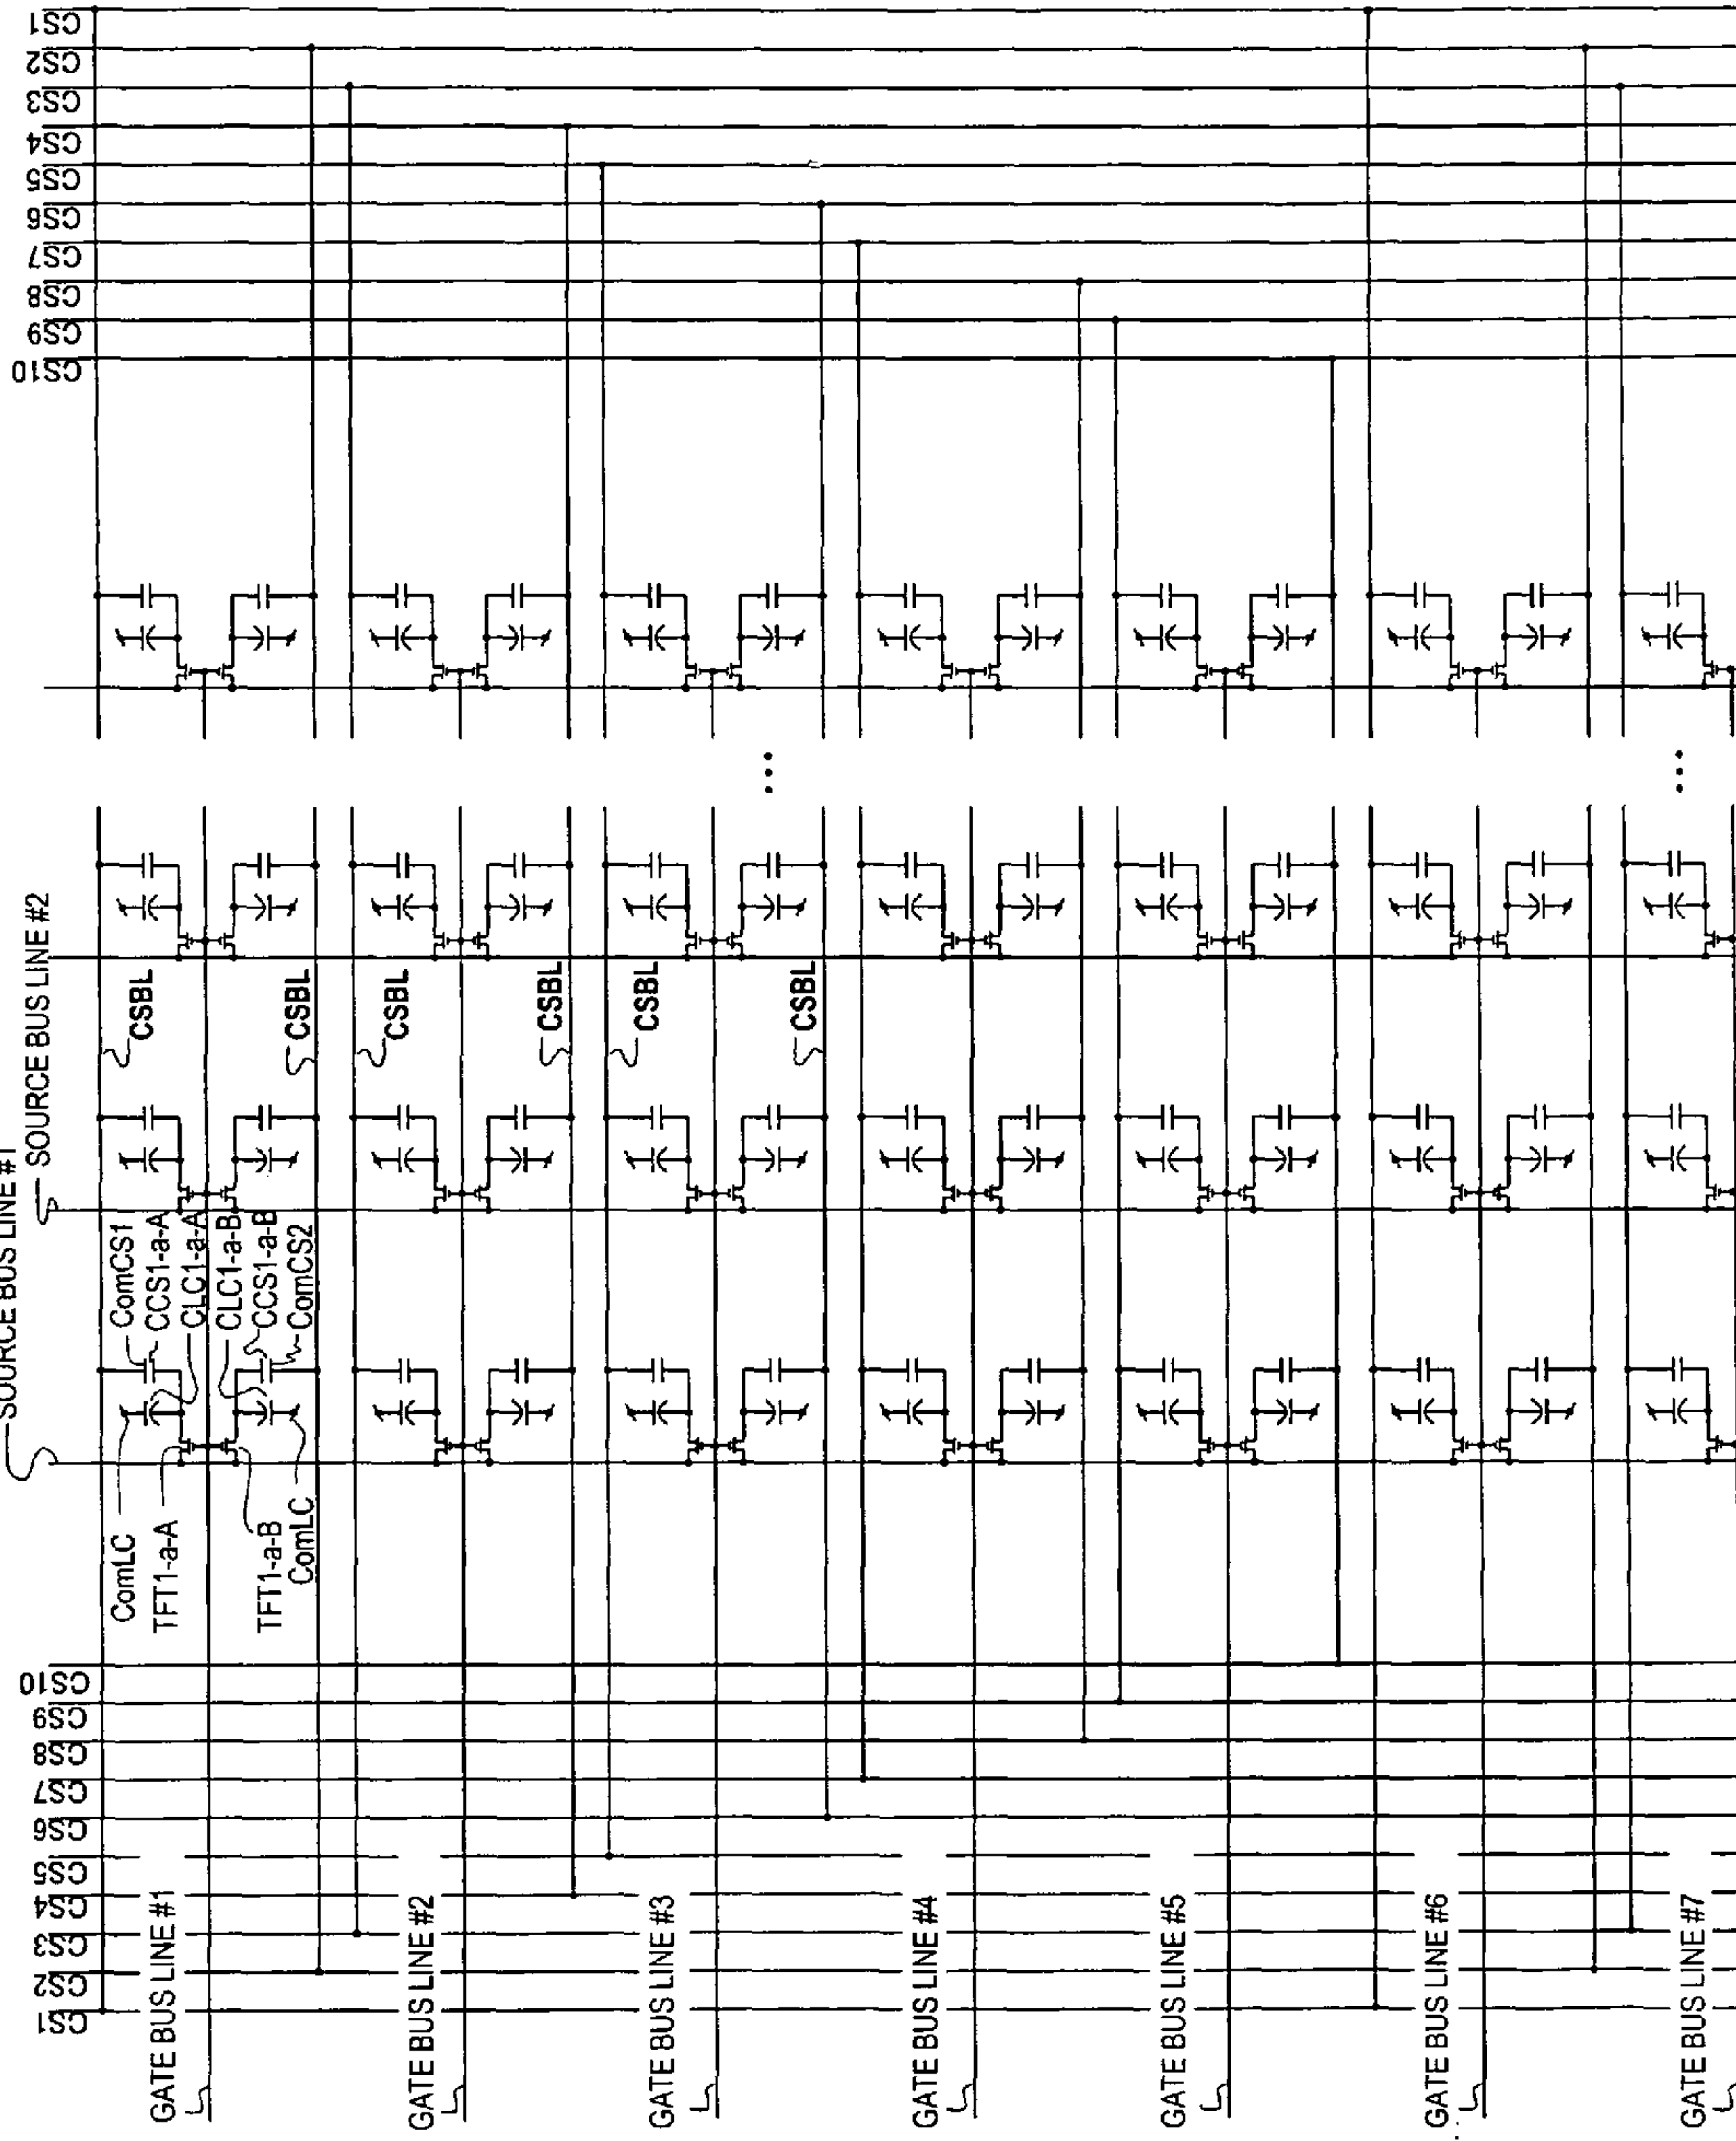 CS1
CS2
CS3
CS4
CS5
CS6
CS7
CS8
CS9
CS10
SOURCE BUS LINE #1
SOURCE BUS LINE #2
CSBL
CSBL
CSBL
CSBL
CSBL
CSBL
ComCS1
CCS1-a-A
CLC1-a-A
CLC1-a-B
CCS1-a-B
ComCS2
ComLC
TFT1-a-A
TFT1-a-B
ComLC
CS10
CS9
CS8
CS7
CS6
CS5
CS4
CS3
CS2
CS1
GATE BUS LINE #1
GATE BUS LINE #2
GATE BUS LINE #3
GATE BUS LINE #4
GATE BUS LINE #5
GATE BUS LINE #6
GATE BUS LINE #7